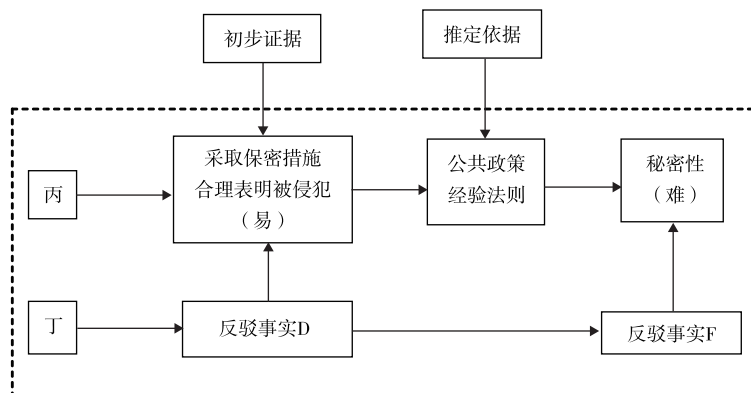 初步证据
推定依据
丙
采取保密措施
合理表明被侵犯
（易）
公共政策
经验法则
秘密性
（难）
丁
反驳事实D
反驳事实F